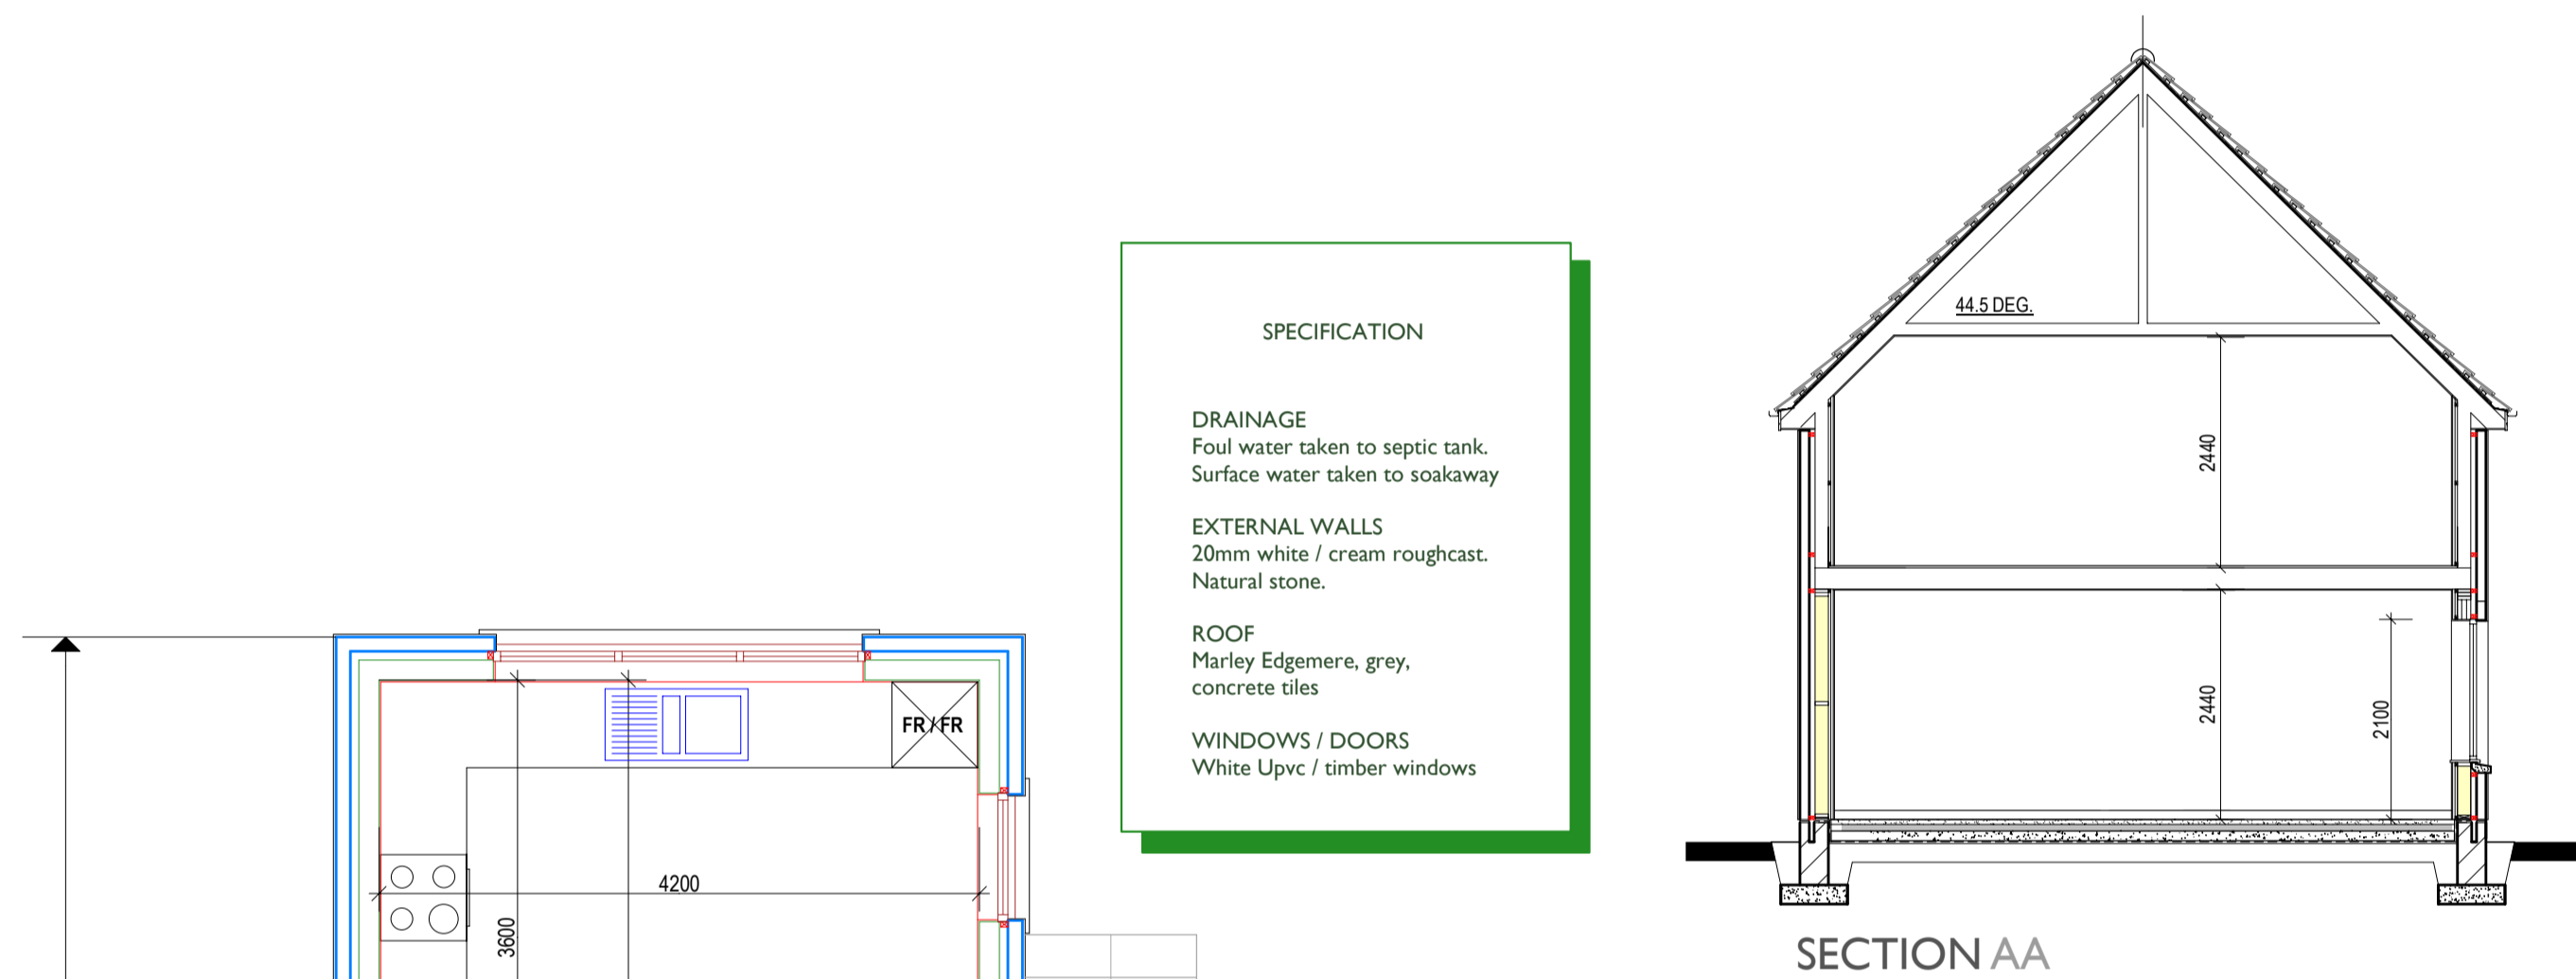 SPECIFICATION
DRAINAGE
Foul water taken to septic tank.
Surface water taken to soakaway
EXTERNAL WALLS
20mm white / cream roughcast.
Natural stone.
ROOF
Marley Edgemere, grey,
concrete tiles
WINDOWS / DOORS
White Upvc / timber windows
FR / FR
4200
3600
44.5 DEG.
2440
2440
2100
SECTION AA